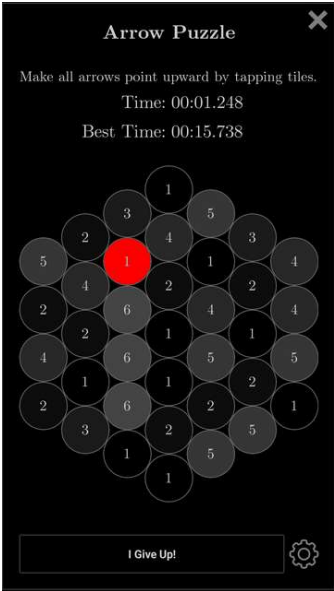 Arrow Puzzle
Make all arrows point upward by tapping tiles.
Time: 00:01.248
Best Time: 00:15.738
1
3 5
2 4 3
5 1 1 4
4 2 2
2 6 4 4
2 1 1
4 6 5 5
1 1 2
2 6 2 1
3 2 5
1 5
1
I Give Up!